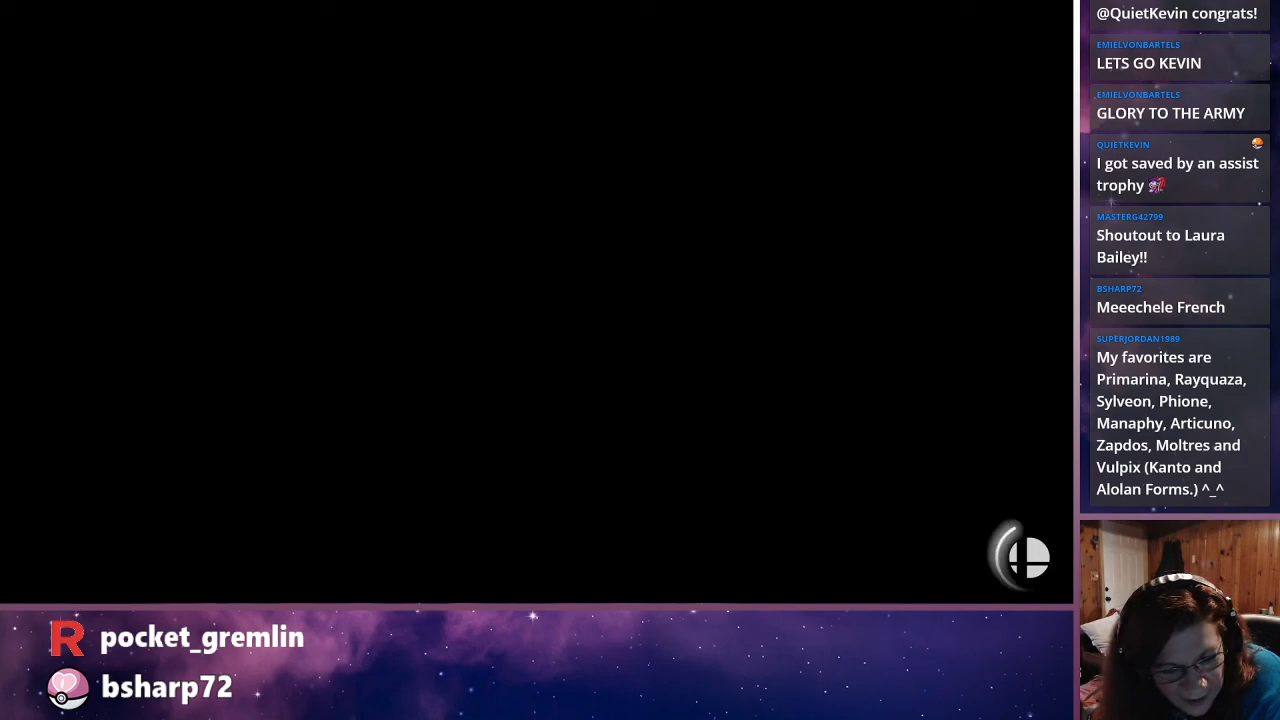 @QuietKevin congrats!
EMIELVONBARTELS
LETS GO KEVIN
EMIELVONBARTELS
GLORY TO THE ARMY
QUIETKEVIN
I got saved by an assist
trophy
MASTERG42799
Shoutout to Laura
Bailey!!
BSHARP72
Meeechele French
SUPERJORDAN1989
My favorites are
Primarina, Rayquaza,
Sylveon, Phione,
Manaphy, Articuno,
Zapdos, Moltres and
Vulpix (Kanto and
Alolan Forms.) ^_^
R pocket_gremlin
bsharp72